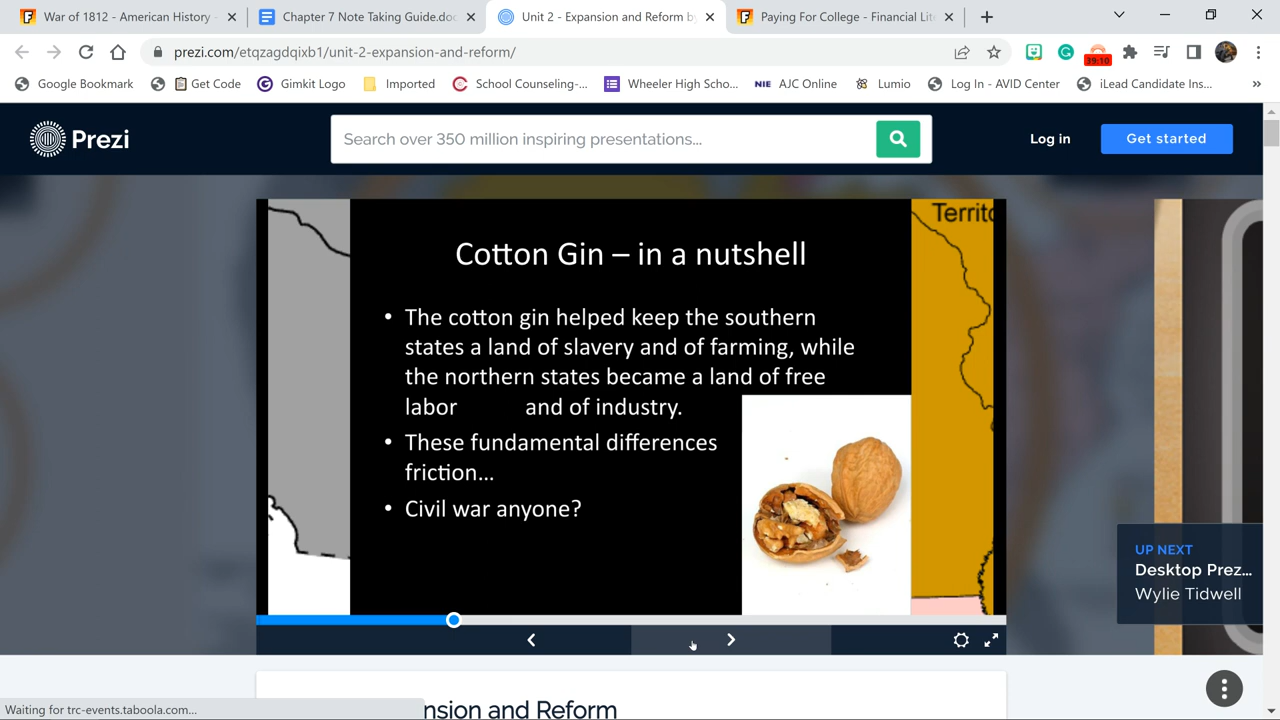 War of 1812 - American History
Chapter 7 Note Taking Guide.doc
Unit 2 - Expansion and Reform by
Paying For College - Financial Lite
prezi.com/etqzagdqixb1/unit-2-expansion-and-reform/
39:10
Google Bookmark
Get Code
Gimkit Logo
Imported
School Counseling-...
Wheeler High Scho...
NIE AJC Online
Lumio
Log In - AVID Center
iLead Candidate Ins...
Prezi
Search over 350 million inspiring presentations...
Log in
Get started
Territo
Cotton Gin – in a nutshell
• The cotton gin helped keep the southern
states a land of slavery and of farming, while
the northern states became a land of free
labor and of industry.
• These fundamental differences
friction...
• Civil war anyone?
UP NEXT
Desktop Prez...
Wylie Tidwell
nsion and Reform
Waiting for trc-events.taboola.com...